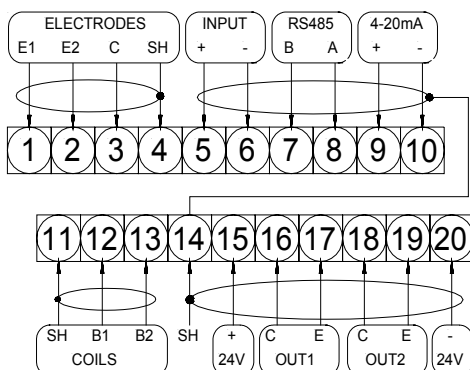 ELECTRODES INPUT RS485 4-20mA
E1 E2 C SH + - B A + -
1 2 3 4 5 6 7 8 9 10
11 12 13 14 15 16 17 18 19 20
SH B1 B2 SH + C E C E -
COILS 24V OUT1 OUT2 24V